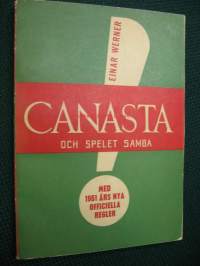 EINAR WERNER
CANASTA
OCH SPELET SAMBA
MED
1951 ÅRS NYA
OFFICIELLA
REGLER